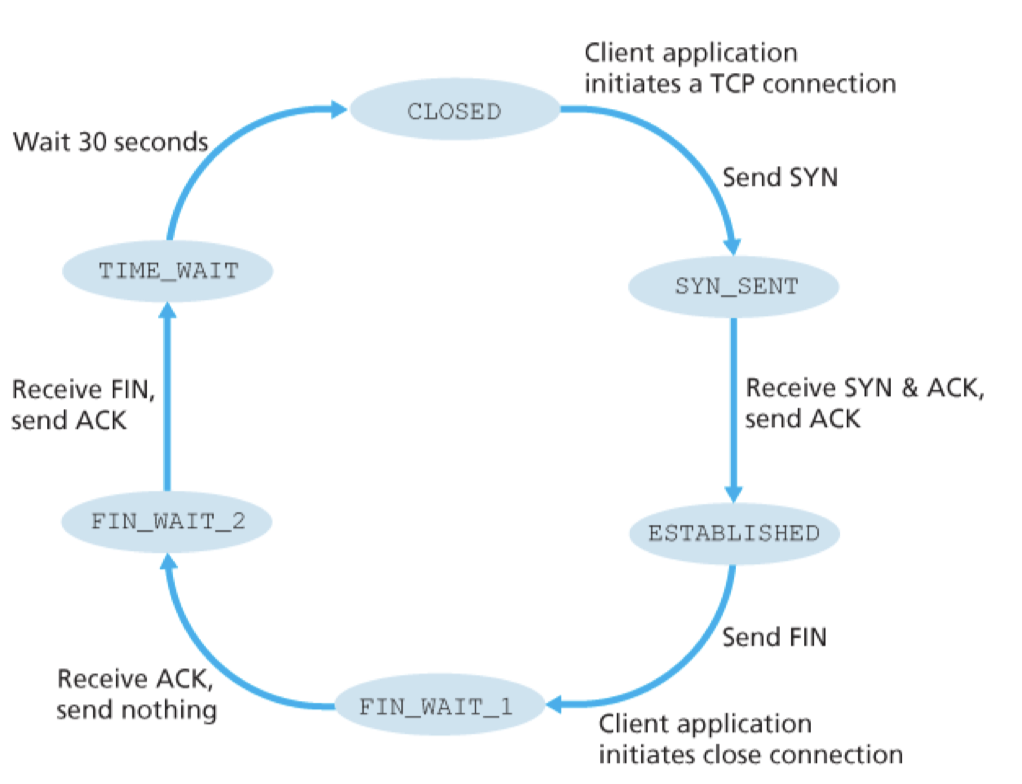 Client application
initiates a TCP connection
CLOSED
Wait 30 seconds
Send SYN
TIME_WAIT
SYN_SENT
Receive FIN,
send ACK
Receive SYN & ACK,
send ACK
FIN_WAIT_2
ESTABLISHED
Send FIN
Receive ACK,
send nothing
FIN_WAIT_1
Client application
initiates close connection